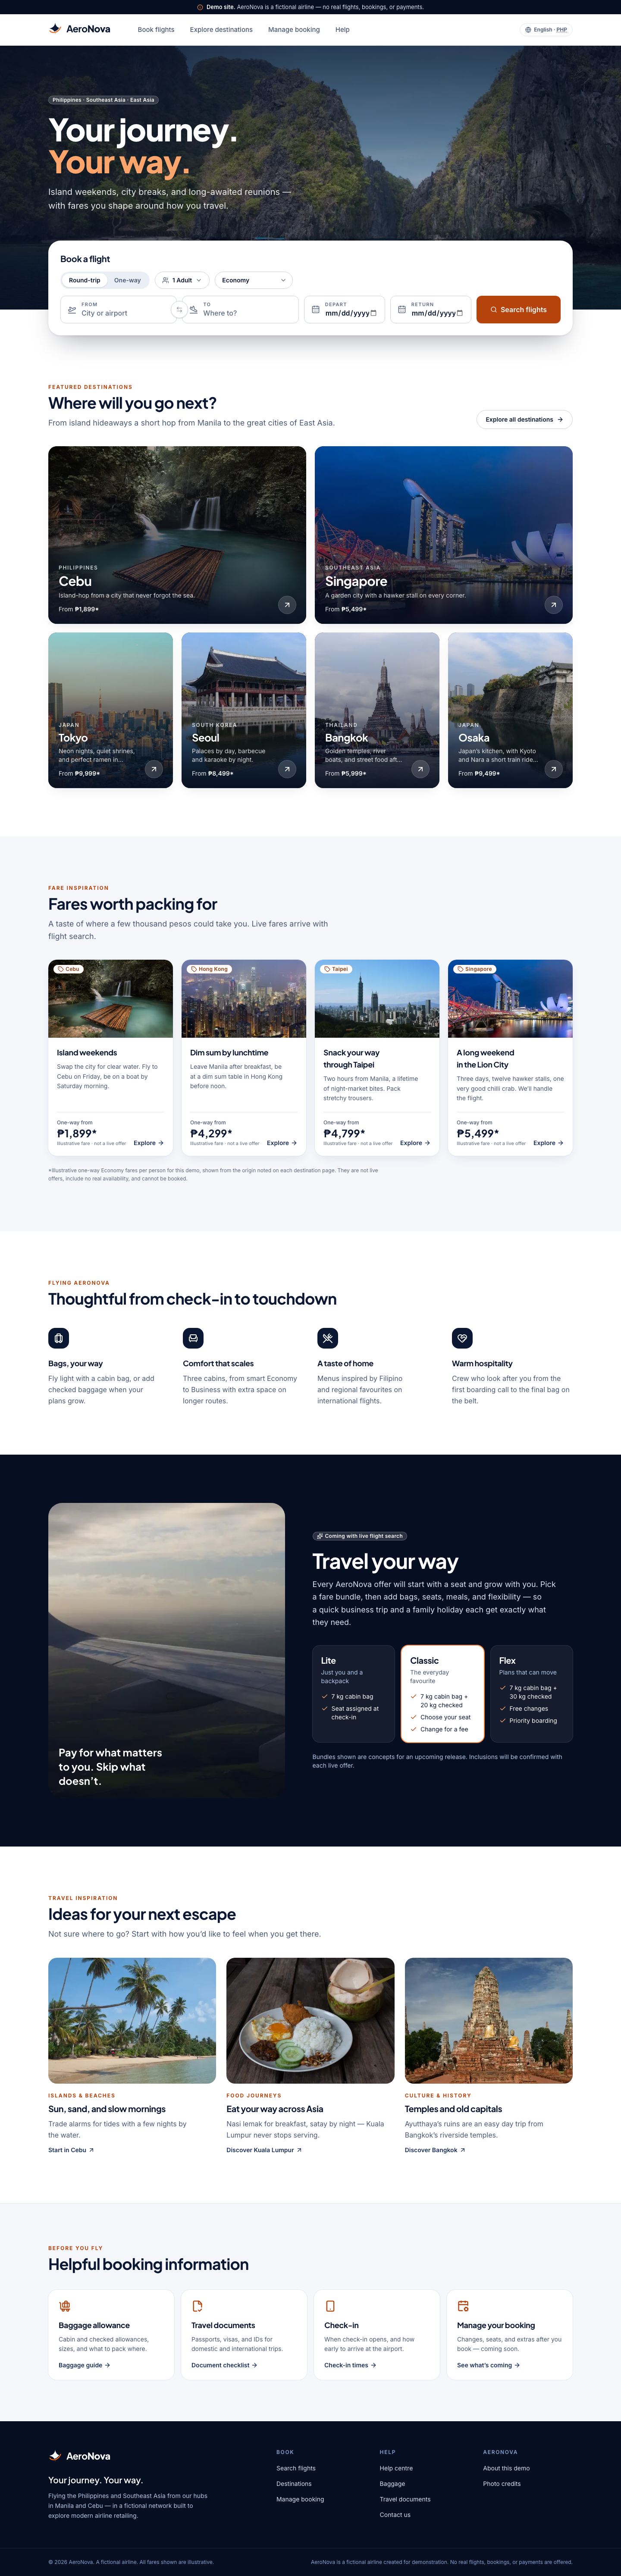 Demo site. AeroNova is a fictional airline — no real flights, bookings, or payments.
AeroNova
Book flights
Explore destinations
Manage booking
Help
English · PHP
Philippines · Southeast Asia · East Asia
Your journey.
Your way.
Island weekends, city breaks, and long-awaited reunions —
with fares you shape around how you travel.
Book a flight
Round-trip
One-way
1 Adult
Economy
FROM
City or airport
TO
Where to?
DEPART
mm/dd/yyyy
RETURN
mm/dd/yyyy
Search flights
FEATURED DESTINATIONS
Where will you go next?
From island hideaways a short hop from Manila to the great cities of East Asia.
Explore all destinations
PHILIPPINES
Cebu
Island-hop from a city that never forgot the sea.
From ₱1,899*
SOUTHEAST ASIA
Singapore
A garden city with a hawker stall on every corner.
From ₱5,499*
JAPAN
Tokyo
Neon nights, quiet shrines,
and perfect ramen in...
From ₱9,999*
SOUTH KOREA
Seoul
Palaces by day, barbecue
and karaoke by night.
From ₱8,499*
THAILAND
Bangkok
Golden temples, river
boats, and street food aft...
From ₱5,999*
JAPAN
Osaka
Japan's kitchen, with Kyoto
and Nara a short train ride...
From ₱9,499*
FARE INSPIRATION
Fares worth packing for
A taste of where a few thousand pesos could take you. Live fares arrive with
flight search.
Cebu
Island weekends
Swap the city for clear water. Fly to
Cebu on Friday, be on a boat by
Saturday morning.
One-way from
₱1,899*
Illustrative fare · not a live offer
Explore
Hong Kong
Dim sum by lunchtime
Leave Manila after breakfast, be
at a dim sum table in Hong Kong
before noon.
One-way from
₱4,299*
Illustrative fare · not a live offer
Explore
Taipei
Snack your way
through Taipei
Two hours from Manila, a lifetime
of night-market bites. Pack
stretchy trousers.
One-way from
₱4,799*
Illustrative fare · not a live offer
Explore
Singapore
A long weekend
in the Lion City
Three days, twelve hawker stalls, one
very good chilli crab. We'll handle
the flight.
One-way from
₱5,499*
Illustrative fare · not a live offer
Explore
*Illustrative one-way Economy fares per person for this demo, shown from the origin noted on each destination page. They are not live
offers, include no real availability, and cannot be booked.
FLYING AERONOVA
Thoughtful from check-in to touchdown
Bags, your way
Fly light with a cabin bag, or add
checked baggage when your
plans grow.
Comfort that scales
Three cabins, from smart Economy
to Business with extra space on
longer routes.
A taste of home
Menus inspired by Filipino
and regional favourites on
international flights.
Warm hospitality
Crew who look after you from the
first boarding call to the final bag on
the belt.
Pay for what matters
to you. Skip what
doesn't.
Coming with live flight search
Travel your way
Every AeroNova offer will start with a seat and grow with you. Pick
a fare bundle, then add bags, seats, meals, and flexibility — so
a quick business trip and a family holiday each get exactly what
they need.
Lite
Just you and a
backpack
7 kg cabin bag
Seat assigned at
check-in
Classic
The everyday
favourite
7 kg cabin bag +
20 kg checked
Choose your seat
Change for a fee
Flex
Plans that can move
7 kg cabin bag +
30 kg checked
Free changes
Priority boarding
Bundles shown are concepts for an upcoming release. Inclusions will be confirmed with
each live offer.
TRAVEL INSPIRATION
Ideas for your next escape
Not sure where to go? Start with how you'd like to feel when you get there.
ISLANDS & BEACHES
Sun, sand, and slow mornings
Trade alarms for tides with a few nights by
the water.
Start in Cebu
FOOD JOURNEYS
Eat your way across Asia
Nasi lemak for breakfast, satay by night — Kuala
Lumpur never stops serving.
Discover Kuala Lumpur
CULTURE & HISTORY
Temples and old capitals
Ayutthaya's ruins are an easy day trip from
Bangkok's riverside temples.
Discover Bangkok
BEFORE YOU FLY
Helpful booking information
Baggage allowance
Cabin and checked allowances,
sizes, and what to pack where.
Baggage guide
Travel documents
Passports, visas, and IDs for
domestic and international trips.
Document checklist
Check-in
When check-in opens, and how
early to arrive at the airport.
Check-in times
Manage your booking
Changes, seats, and extras after you
book — coming soon.
See what's coming
AeroNova
Your journey. Your way.
Flying the Philippines and Southeast Asia from our hubs
in Manila and Cebu — in a fictional network built to
explore modern airline retailing.
BOOK
Search flights
Destinations
Manage booking
HELP
Help centre
Baggage
Travel documents
Contact us
AERONOVA
About this demo
Photo credits
© 2026 AeroNova. A fictional airline. All fares shown are illustrative.
AeroNova is a fictional airline created for demonstration. No real flights, bookings, or payments are offered.